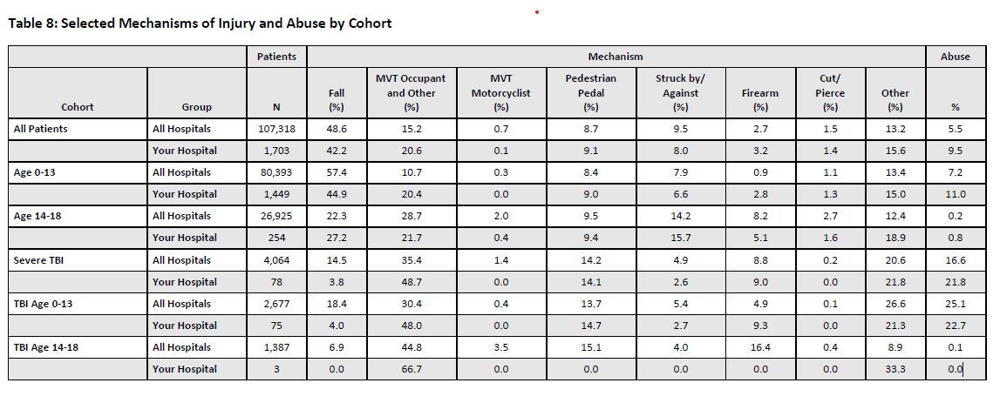 Table 8: Selected Mechanisms of Injury and Abuse by Cohort
Patients Mechanism Abuse
Cohort Group N Fall (%) MVT Occupant and Other (%) MVT Motorcyclist (%) Pedestrian Pedal (%) Struck by/ Against (%) Firearm (%) Cut/ Pierce (%) Other (%) %
All Patients All Hospitals 107,318 48.6 15.2 0.7 8.7 9.5 2.7 1.5 13.2 5.5
Your Hospital 1,703 42.2 20.6 0.1 9.1 8.0 3.2 1.4 15.6 9.5
Age 0-13 All Hospitals 80,393 57.4 10.7 0.3 8.4 7.9 0.9 1.1 13.4 7.2
Your Hospital 1,449 44.9 20.4 0.0 9.0 6.6 2.8 1.3 15.0 11.0
Age 14-18 All Hospitals 26,925 22.3 28.7 2.0 9.5 14.2 8.2 2.7 12.4 0.2
Your Hospital 254 27.2 21.7 0.4 9.4 15.7 5.1 1.6 18.9 0.8
Severe TBI All Hospitals 4,064 14.5 35.4 1.4 14.2 4.9 8.8 0.2 20.6 16.6
Your Hospital 78 3.8 48.7 0.0 14.1 2.6 9.0 0.0 21.8 21.8
TBI Age 0-13 All Hospitals 2,677 18.4 30.4 0.4 13.7 5.4 4.9 0.1 26.6 25.1
Your Hospital 75 4.0 48.0 0.0 14.7 2.7 9.3 0.0 21.3 22.7
TBI Age 14-18 All Hospitals 1,387 6.9 44.8 3.5 15.1 4.0 16.4 0.4 8.9 0.1
Your Hospital 3 0.0 66.7 0.0 0.0 0.0 0.0 0.0 33.3 0.0